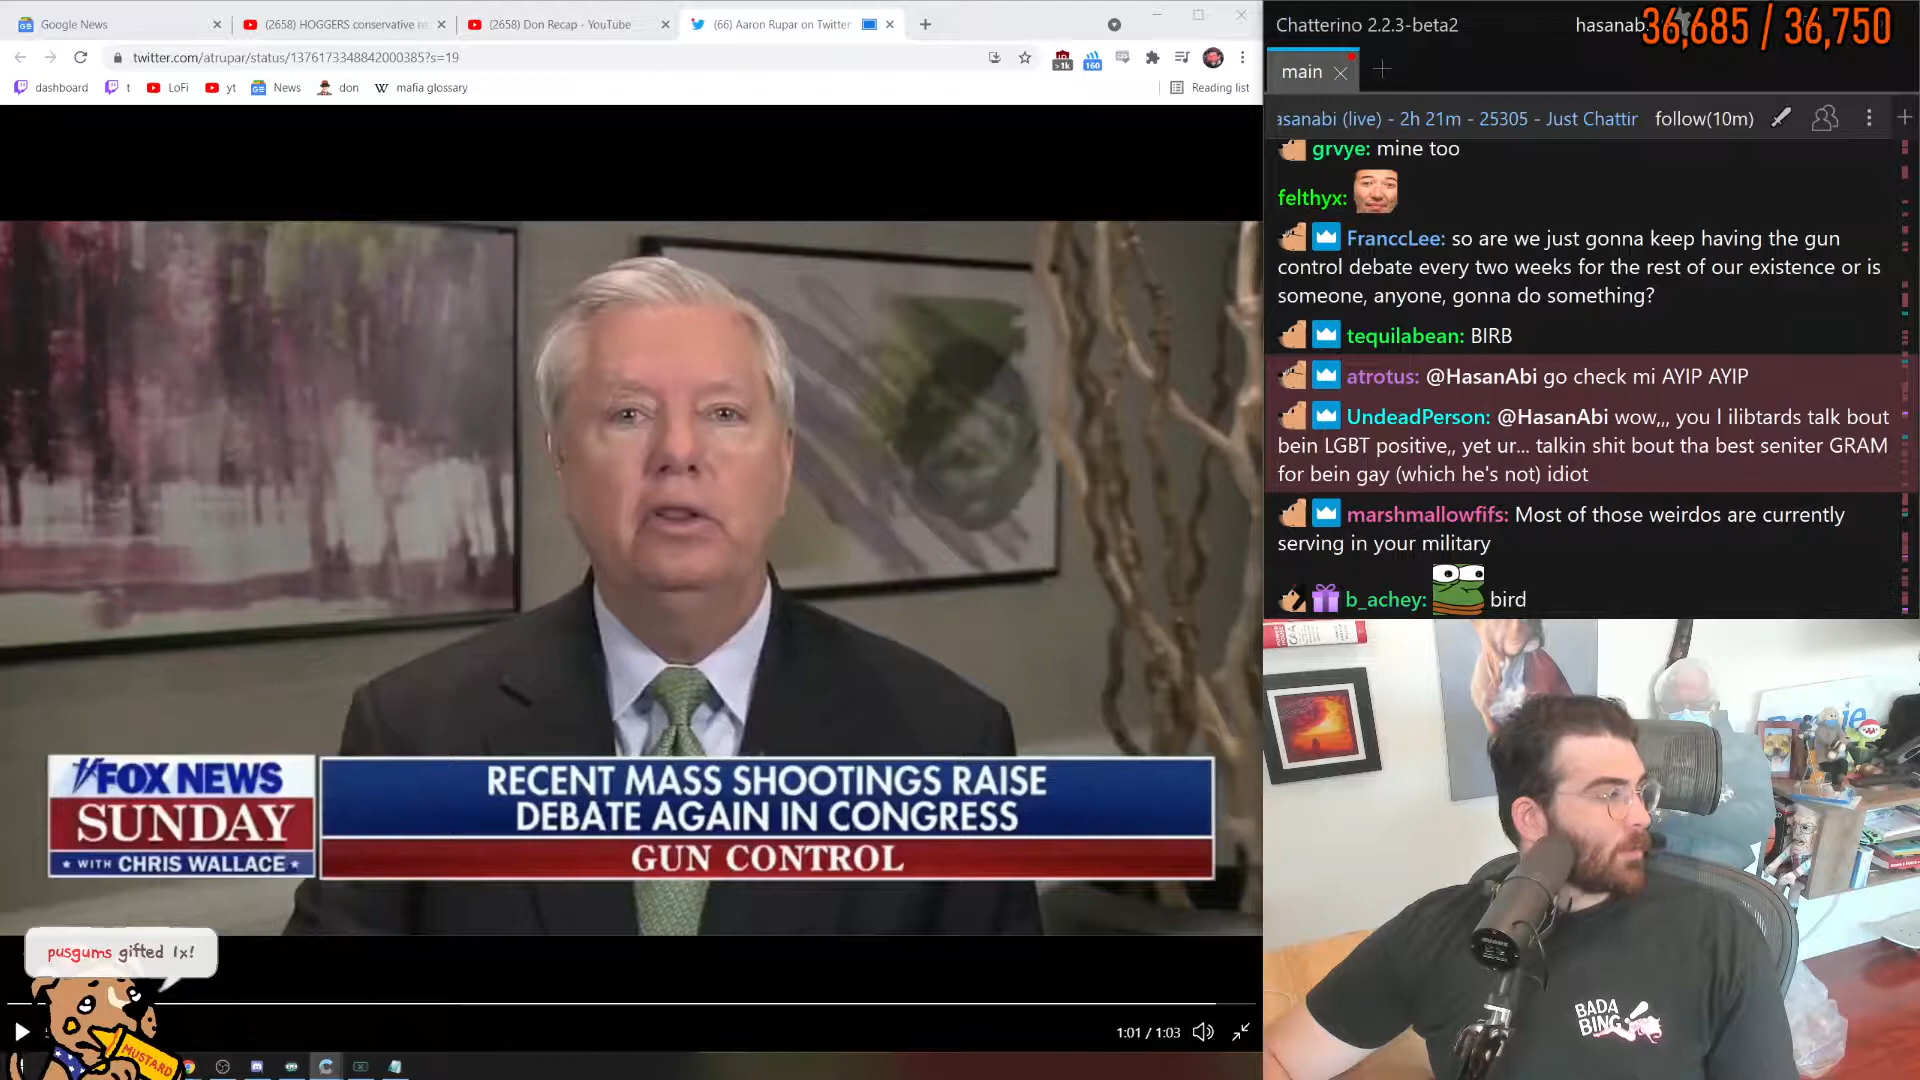 Google News
(2658) HOGGERS conservative re
(2658) Don Recap - YouTube
(66) Aaron Rupar on Twitter
twitter.com/atrupar/status/1376173348842000385?s=19
>1k
160
dashboard
t
LoFi
yt
News
don
W
mafia glossary
Reading list
FOX NEWS
SUNDAY
WITH CHRIS WALLACE
RECENT MASS SHOOTINGS RAISE
DEBATE AGAIN IN CONGRESS
GUN CONTROL
pusgums gifted 1x!
MUSTARD
1:01 / 1:03
Chatterino 2.2.3-beta2
hasanab
36,685 / 36,750
main
asanabi (live) - 2h 21m - 25305 - Just Chattir
follow(10m)
grvye: mine too
felthyx:
FranccLee: so are we just gonna keep having the gun
control debate every two weeks for the rest of our existence or is
someone, anyone, gonna do something?
tequilabean: BIRB
atrotus: @HasanAbi go check mi AYIP AYIP
UndeadPerson: @HasanAbi wow,,, you l ilibtards talk bout
bein LGBT positive,, yet ur... talkin shit bout tha best seniter GRAM
for bein gay (which he's not) idiot
marshmallowfifs: Most of those weirdos are currently
serving in your military
b_achey: bird
BADA
BING